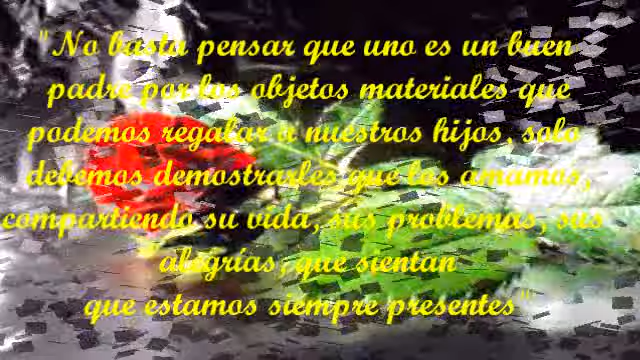 "No basta pensar que uno es un buen
padre por los objetos materiales que
podemos regalar a nuestros hijos, solo
debemos demostrarles que los amamos,
compartiendo su vida, sus problemas, sus
alegrías, que sientan
que estamos siempre presentes"